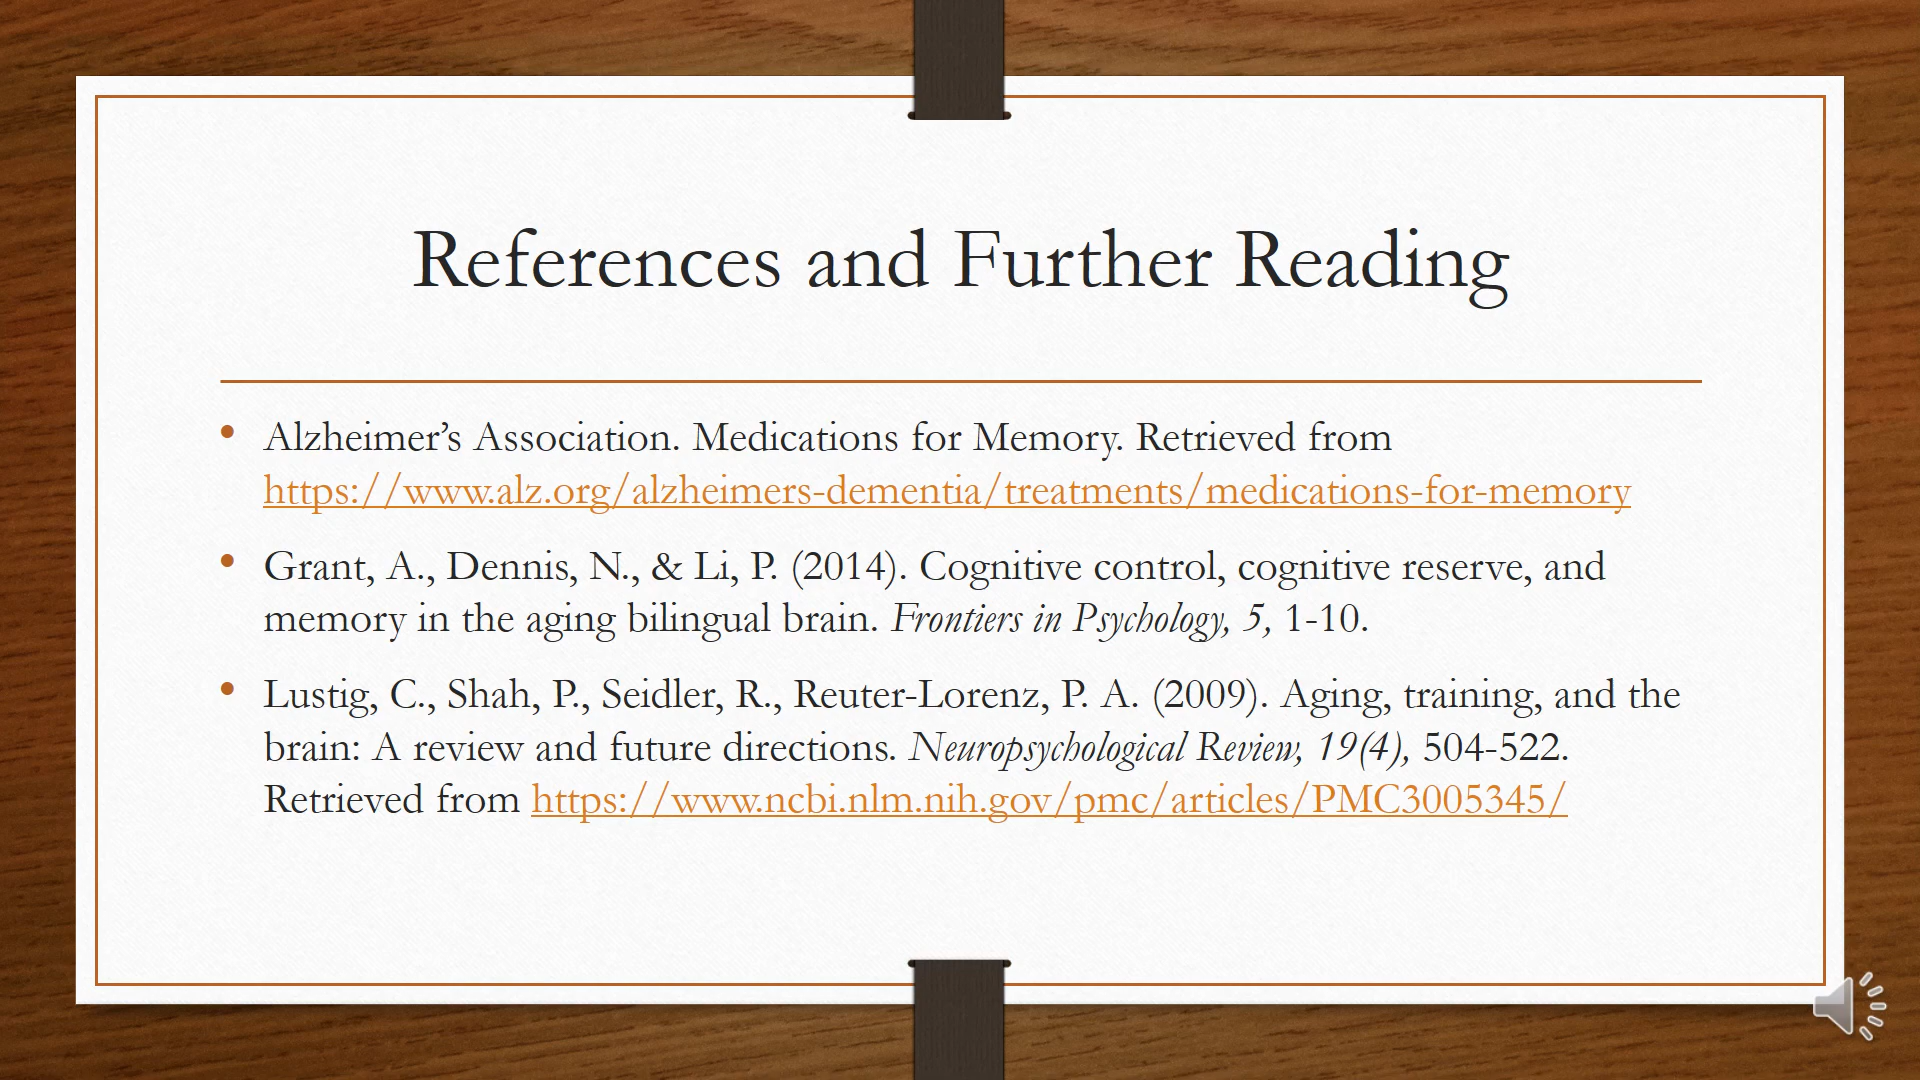 References and Further Reading
• Alzheimer’s Association. Medications for Memory. Retrieved from
https://www.alz.org/alzheimers-dementia/treatments/medications-for-memory
• Grant, A., Dennis, N., & Li, P. (2014). Cognitive control, cognitive reserve, and
memory in the aging bilingual brain. Frontiers in Psychology, 5, 1-10.
• Lustig, C., Shah, P., Seidler, R., Reuter-Lorenz, P. A. (2009). Aging, training, and the
brain: A review and future directions. Neuropsychological Review, 19(4), 504-522.
Retrieved from https://www.ncbi.nlm.nih.gov/pmc/articles/PMC3005345/